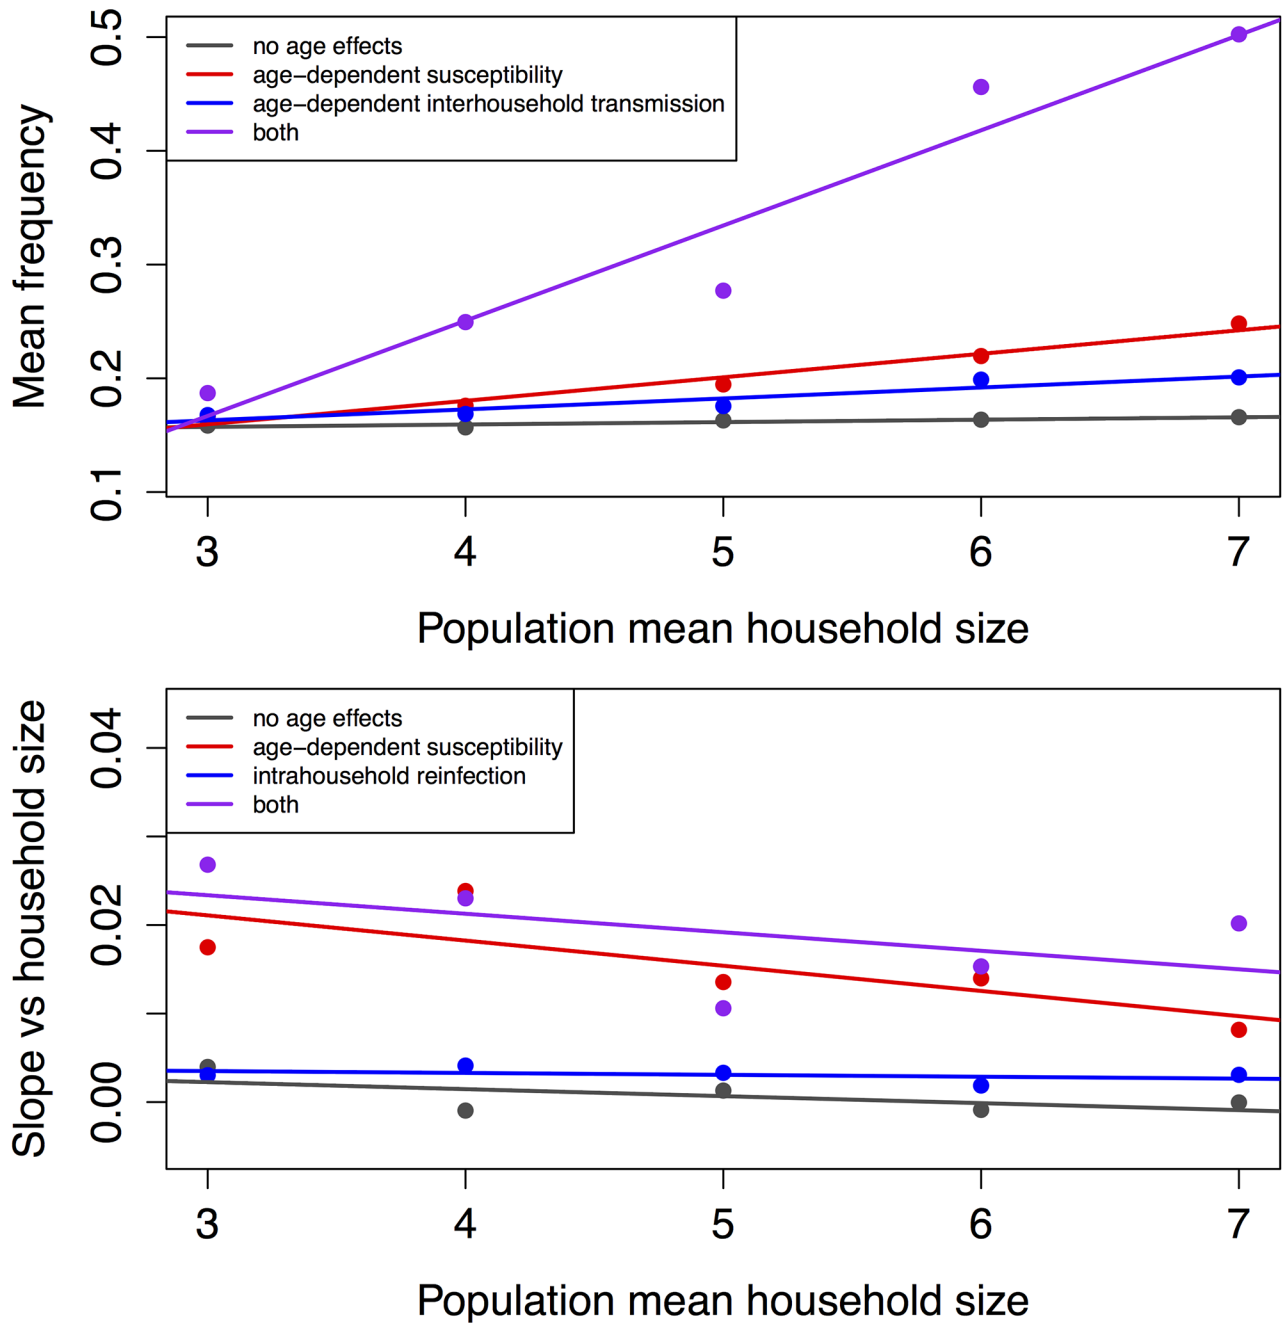 no age effects
age-dependent susceptibility
age-dependent interhousehold transmission
both
Mean frequency
0.5
0.4
0.3
0.2
0.1
3 4 5 6 7
Population mean household size
no age effects
age-dependent susceptibility
intrahousehold reinfection
both
Slope vs household size
0.04
0.02
0.00
3 4 5 6 7
Population mean household size